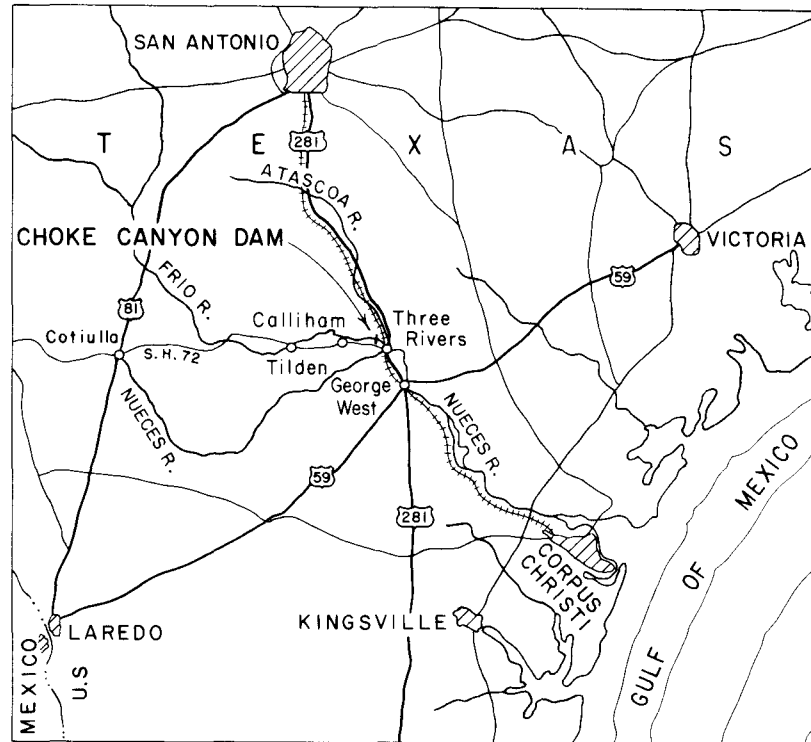 SAN ANTONIO
T E X A S
281
ATASCOA R.
CHOKE CANYON DAM
VICTORIA
59
FRIO R.
81
Calliham
Three
Rivers
Cotiulla
S.H. 72
Tilden
George
West
NUECES R.
NUECES R.
59
281
MEXICO
OF
GULF
CORPUS
CHRISTI
KINGSVILLE
LAREDO
MEXICO
U.S